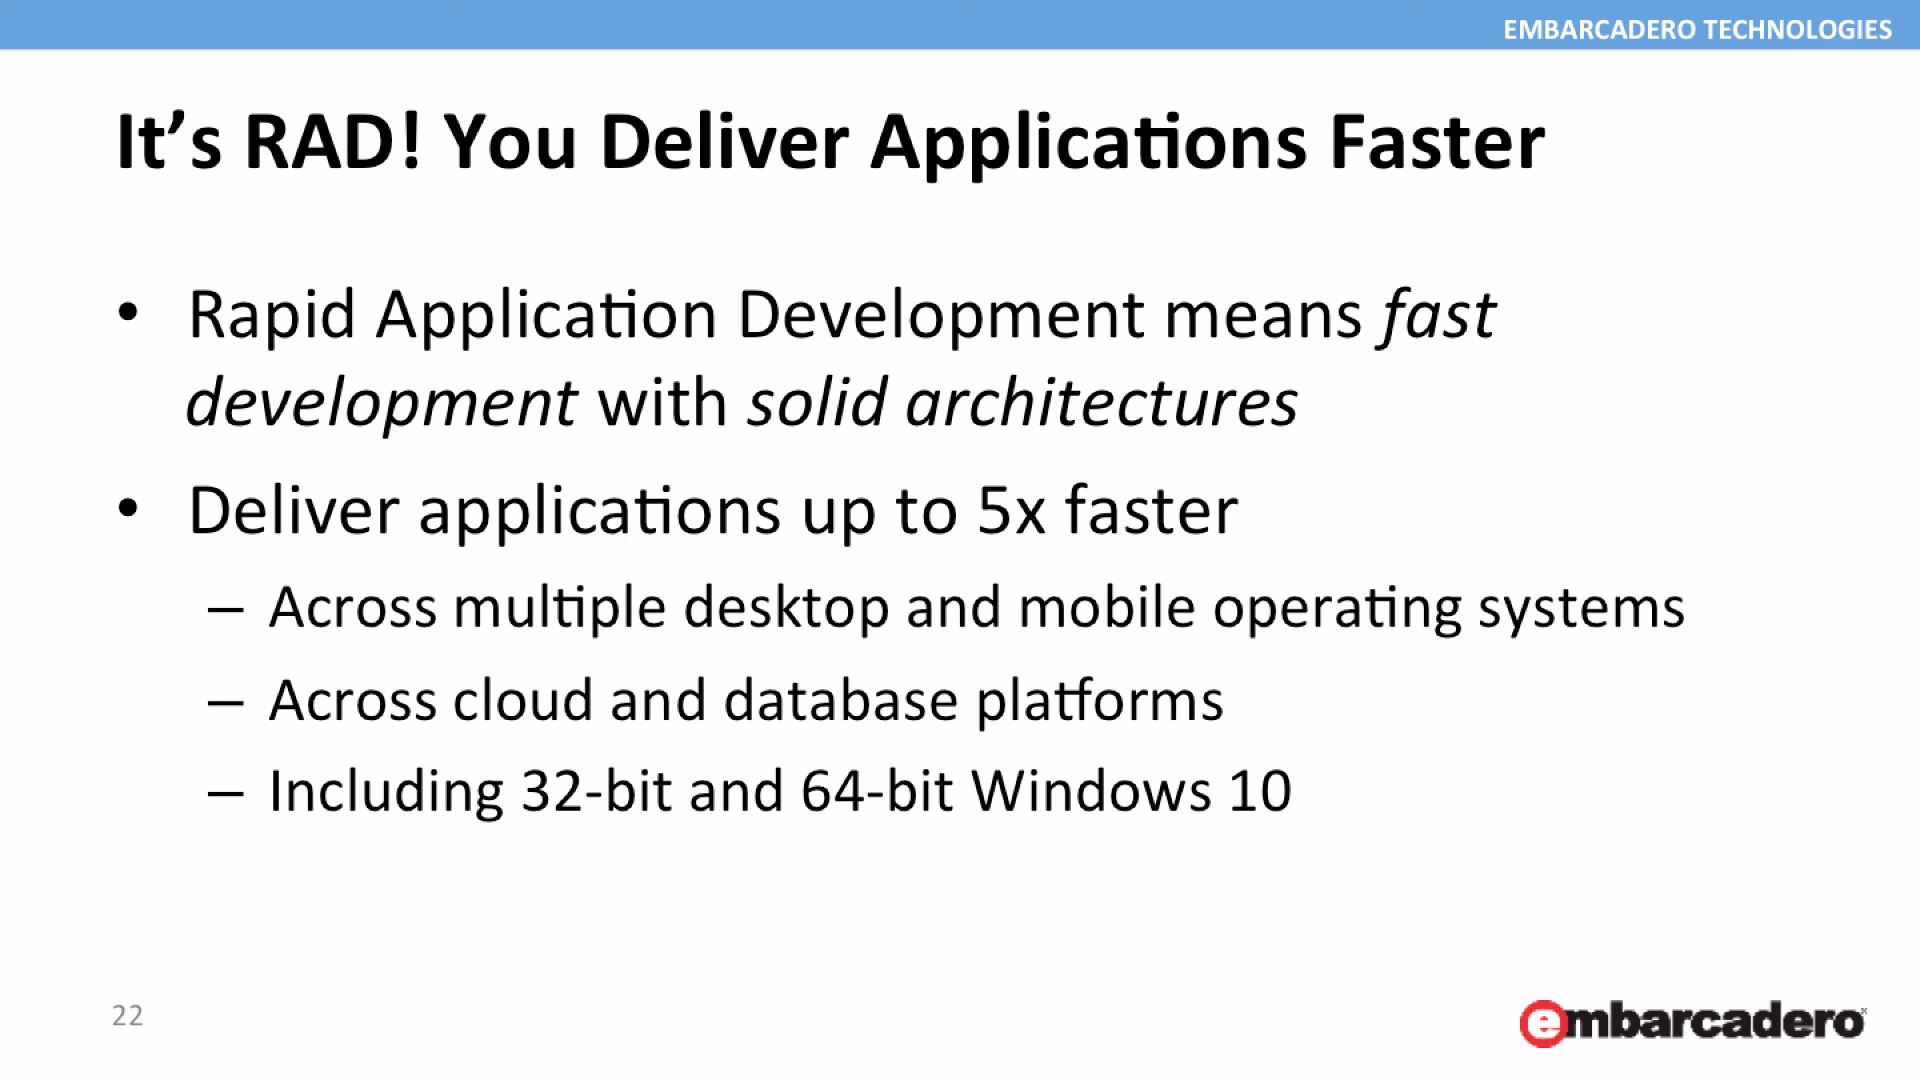 EMBARCADERO TECHNOLOGIES
It’s RAD! You Deliver Applications Faster
• Rapid Application Development means fast
development with solid architectures
• Deliver applications up to 5x faster
– Across multiple desktop and mobile operating systems
– Across cloud and database platforms
– Including 32-bit and 64-bit Windows 10
22
embarcadero